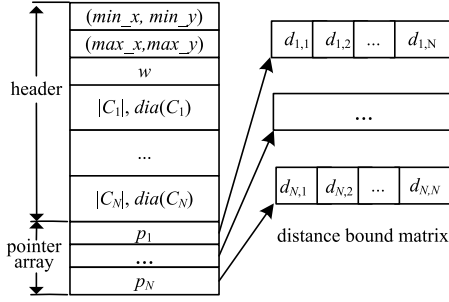 header
pointer
array
(min_x, min_y)
(max_x,max_y)
w
|C1|, dia(C1)
...
|CN|, dia(CN)
p1
...
pN
d1,1 d1,2 ... d1,N
...
dN,1 dN,2 ... dN,N
distance bound matrix